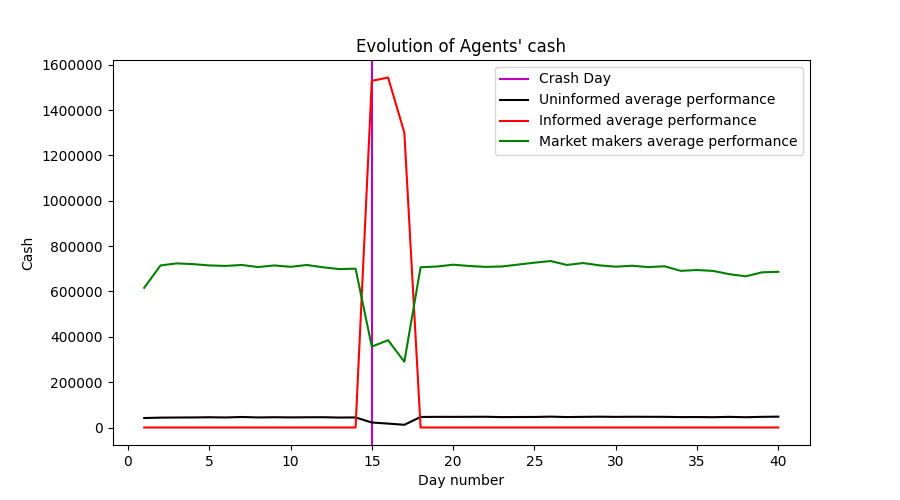 Evolution of Agents' cash
Crash Day
Uninformed average performance
Informed average performance
Market makers average performance
1600000
1400000
1200000
1000000
800000
600000
400000
200000
0
Cash
0 5 10 15 20 25 30 35 40
Day number